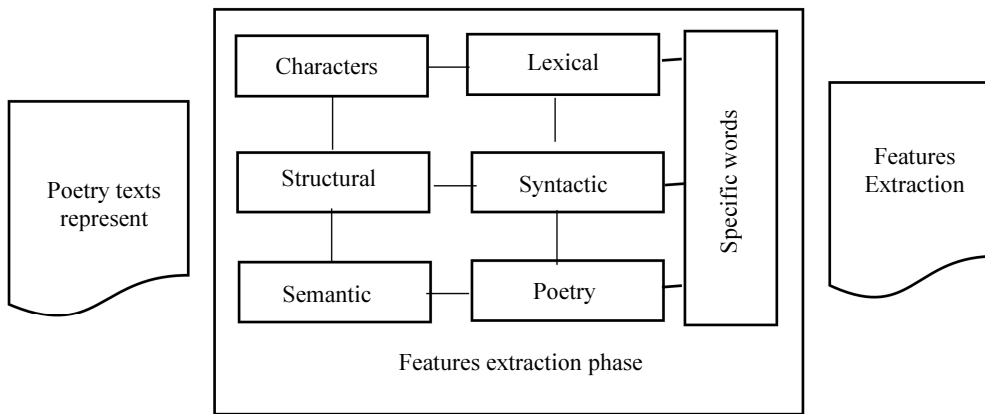 Poetry texts
represent
Characters
Lexical
Structural
Syntactic
Semantic
Poetry
Specific words
Features extraction phase
Features
Extraction